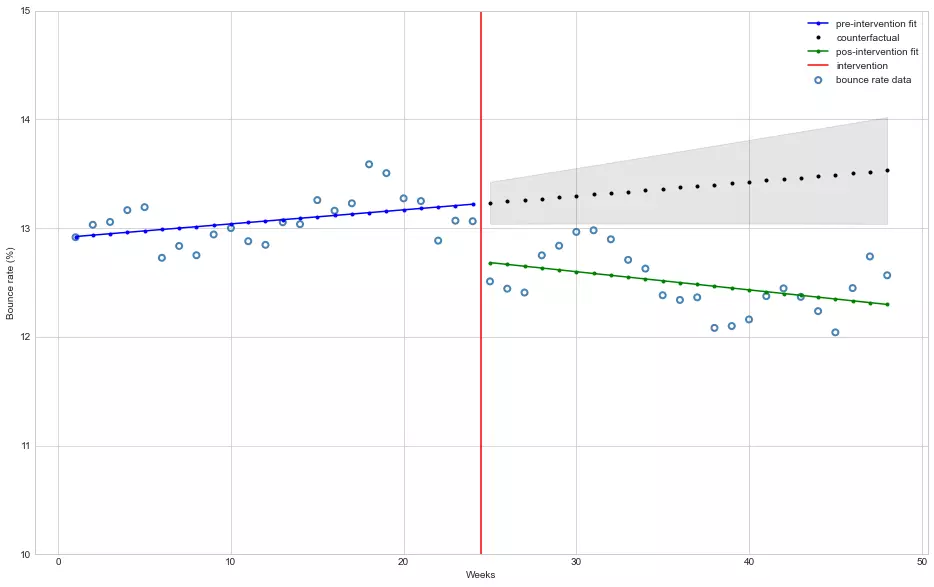 15
14
13
12
11
10
0
10
20
30
40
50
Bounce rate (%)
Weeks
pre-intervention fit
counterfactual
pos-intervention fit
intervention
bounce rate data